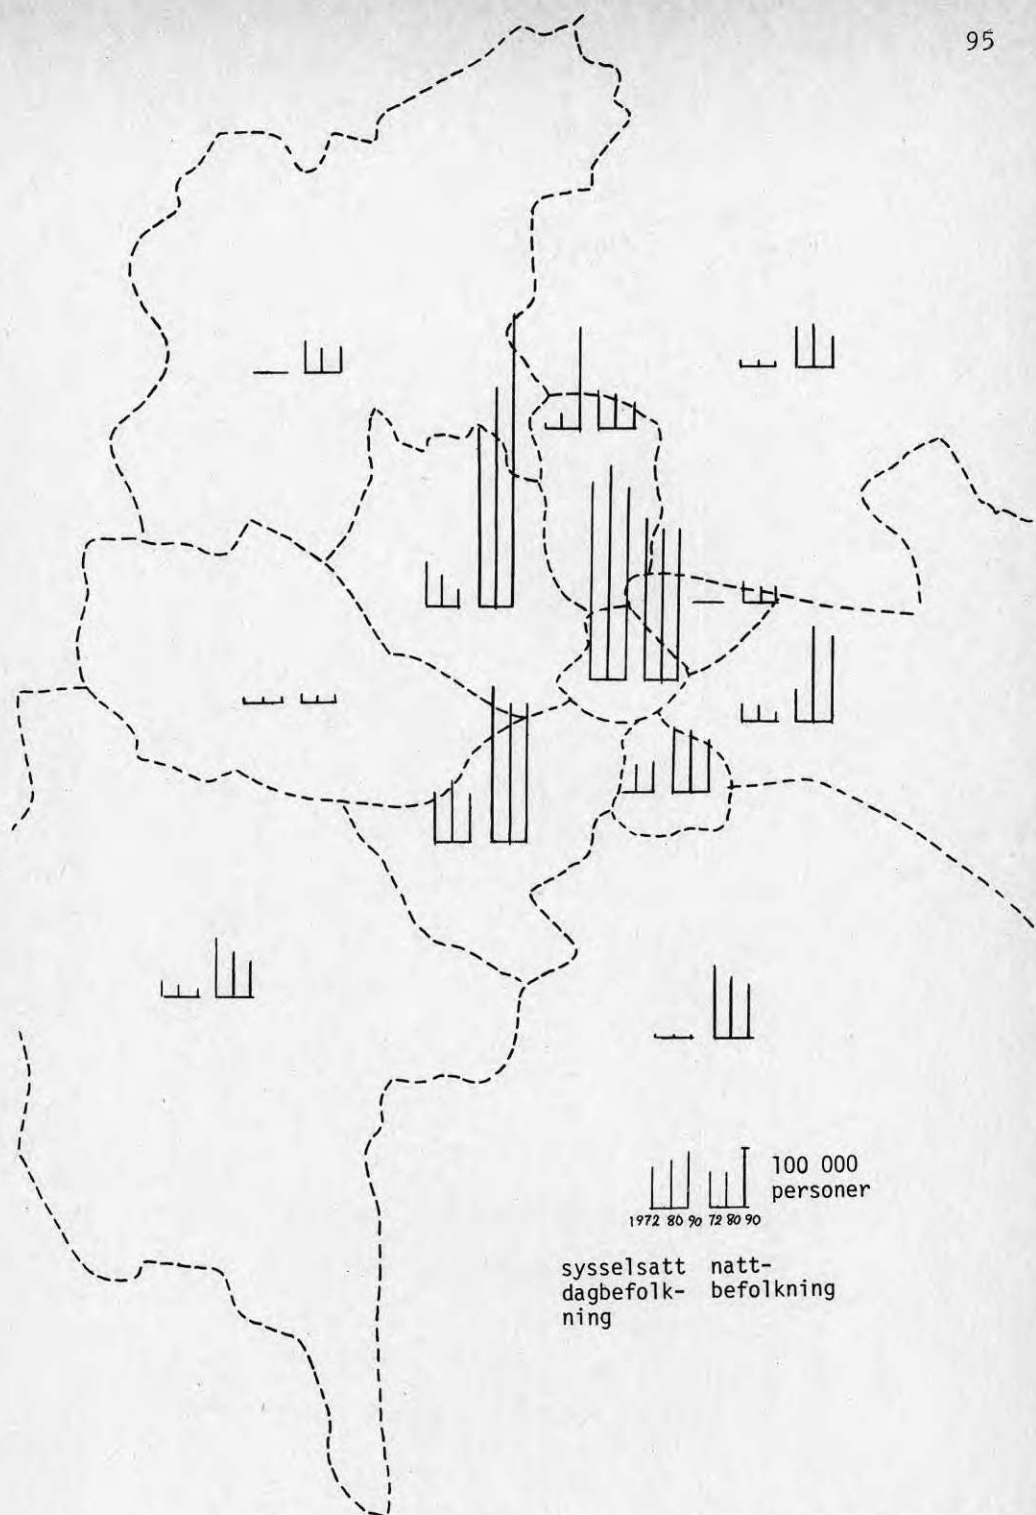 95
100 000
personer
1972 80 90 72 80 90
sysselsatt natt-
dagbefolk- befolkning
ning